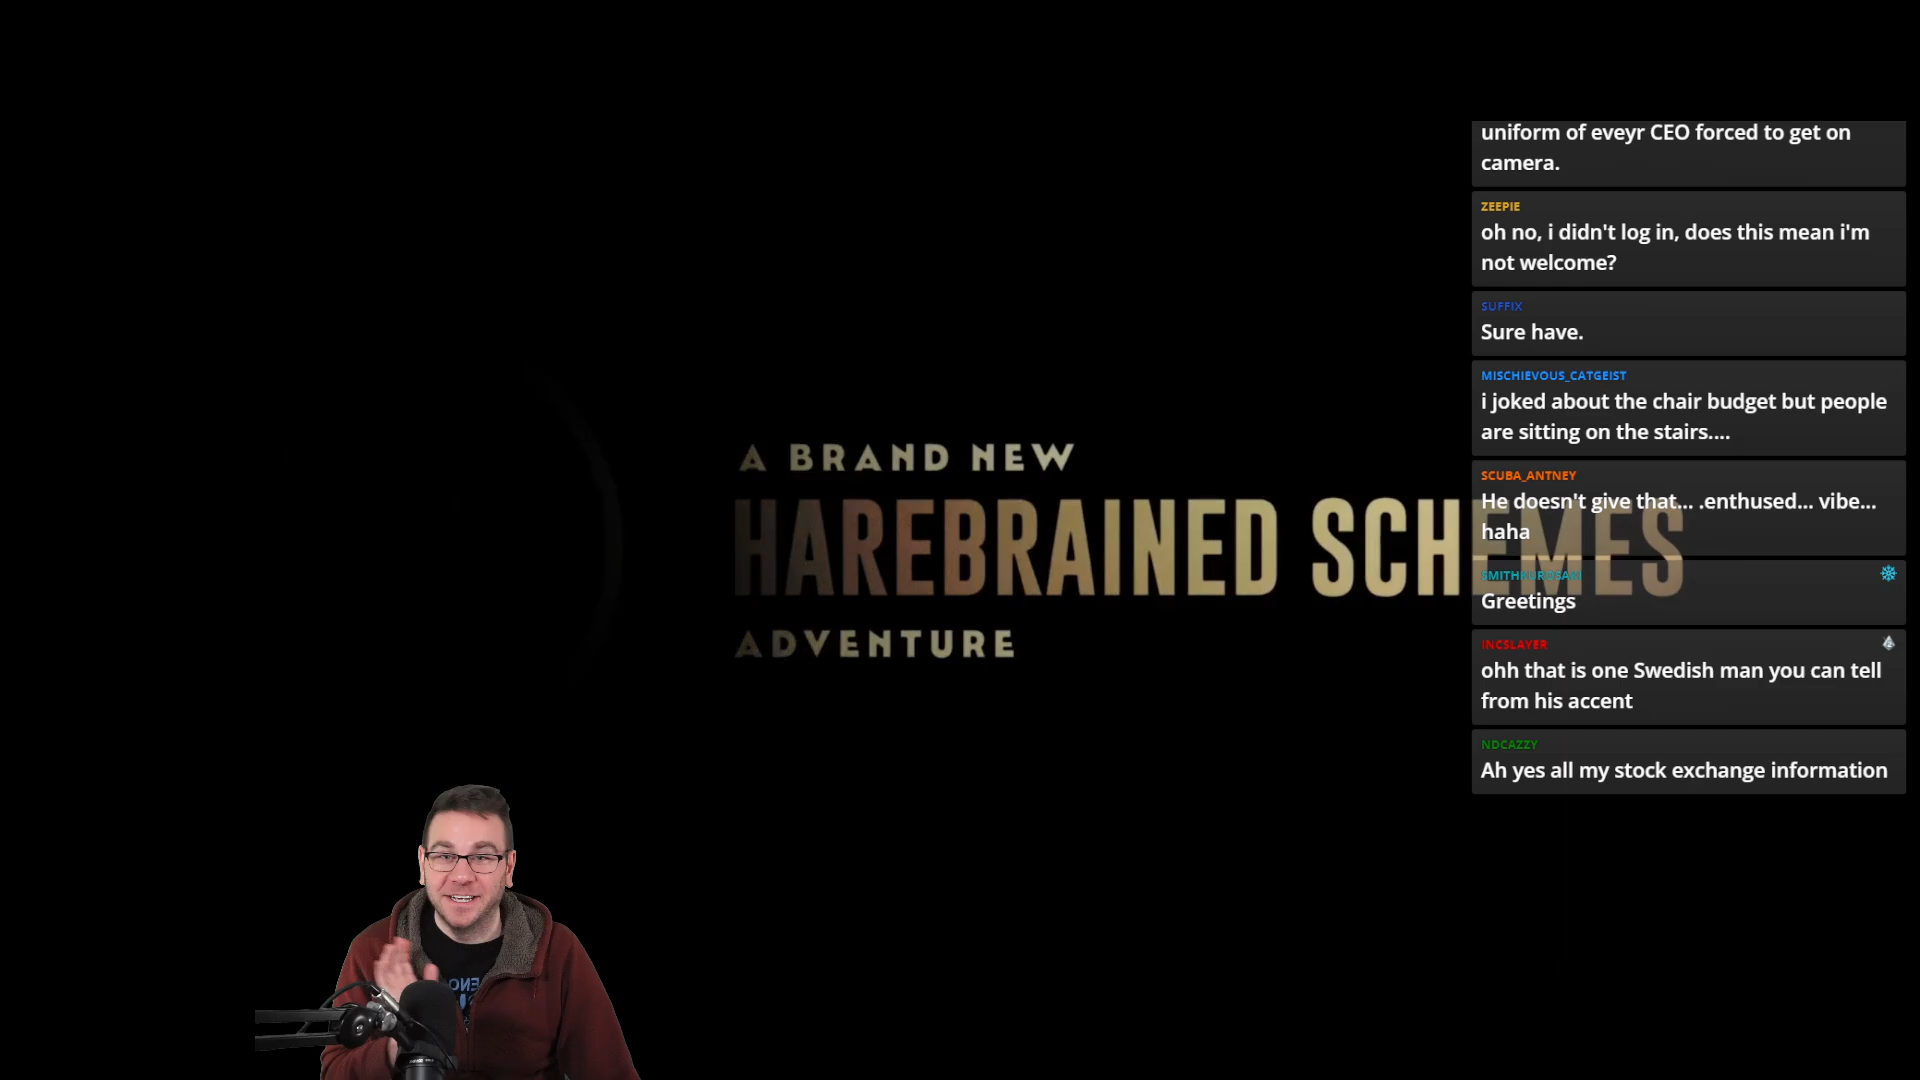 A BRAND NEW
HAREBRAINED SCHEMES
ADVENTURE
uniform of eveyr CEO forced to get on
camera.
ZEEPIE
oh no, i didn't log in, does this mean i'm
not welcome?
SUFFIX
Sure have.
MISCHIEVOUS_CATGEIST
i joked about the chair budget but people
are sitting on the stairs....
SCUBA_ANTNEY
He doesn't give that... .enthused... vibe...
haha
Greetings
INCSLAYER
ohh that is one Swedish man you can tell
from his accent
NDCAZZY
Ah yes all my stock exchange information